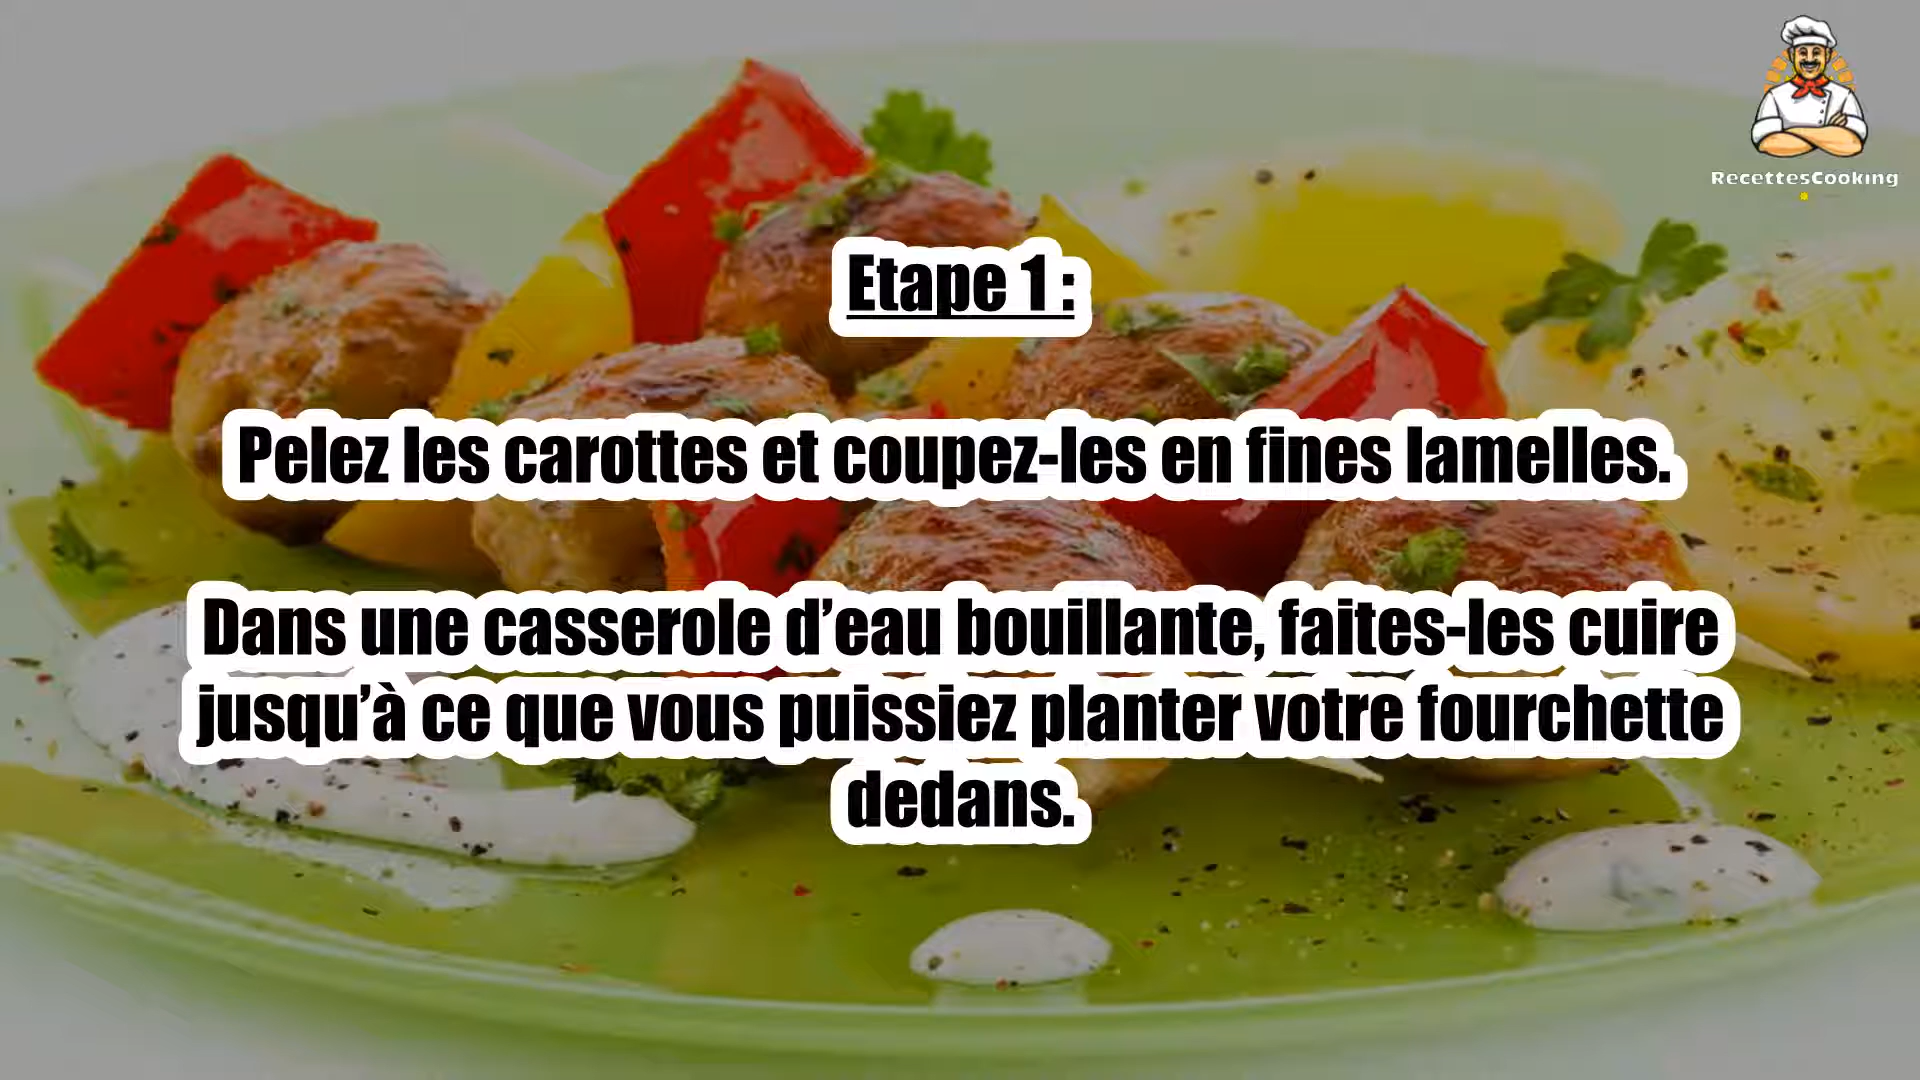 RecettesCooking
Etape 1 :
Pelez les carottes et coupez-les en fines lamelles.
Dans une casserole d’eau bouillante, faites-les cuire
jusqu’à ce que vous puissiez planter votre fourchette
dedans.